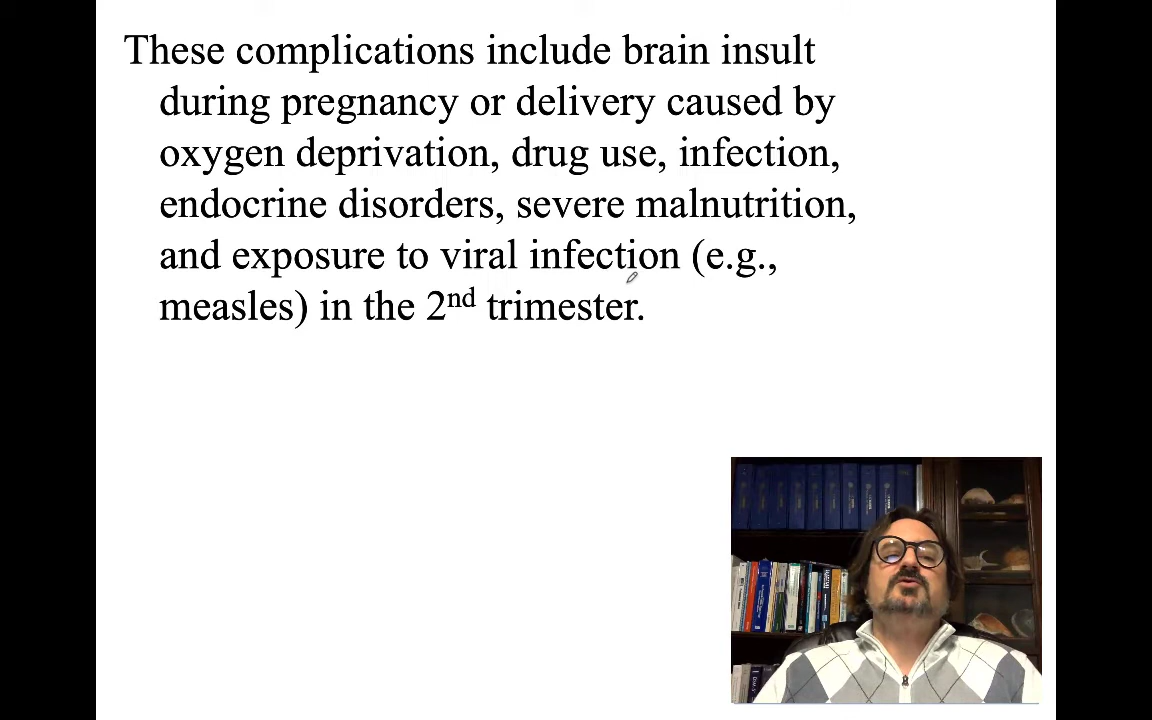 These complications include brain insult
during pregnancy or delivery caused by
oxygen deprivation, drug use, infection,
endocrine disorders, severe malnutrition,
and exposure to viral infection (e.g.,
measles) in the 2nd trimester.